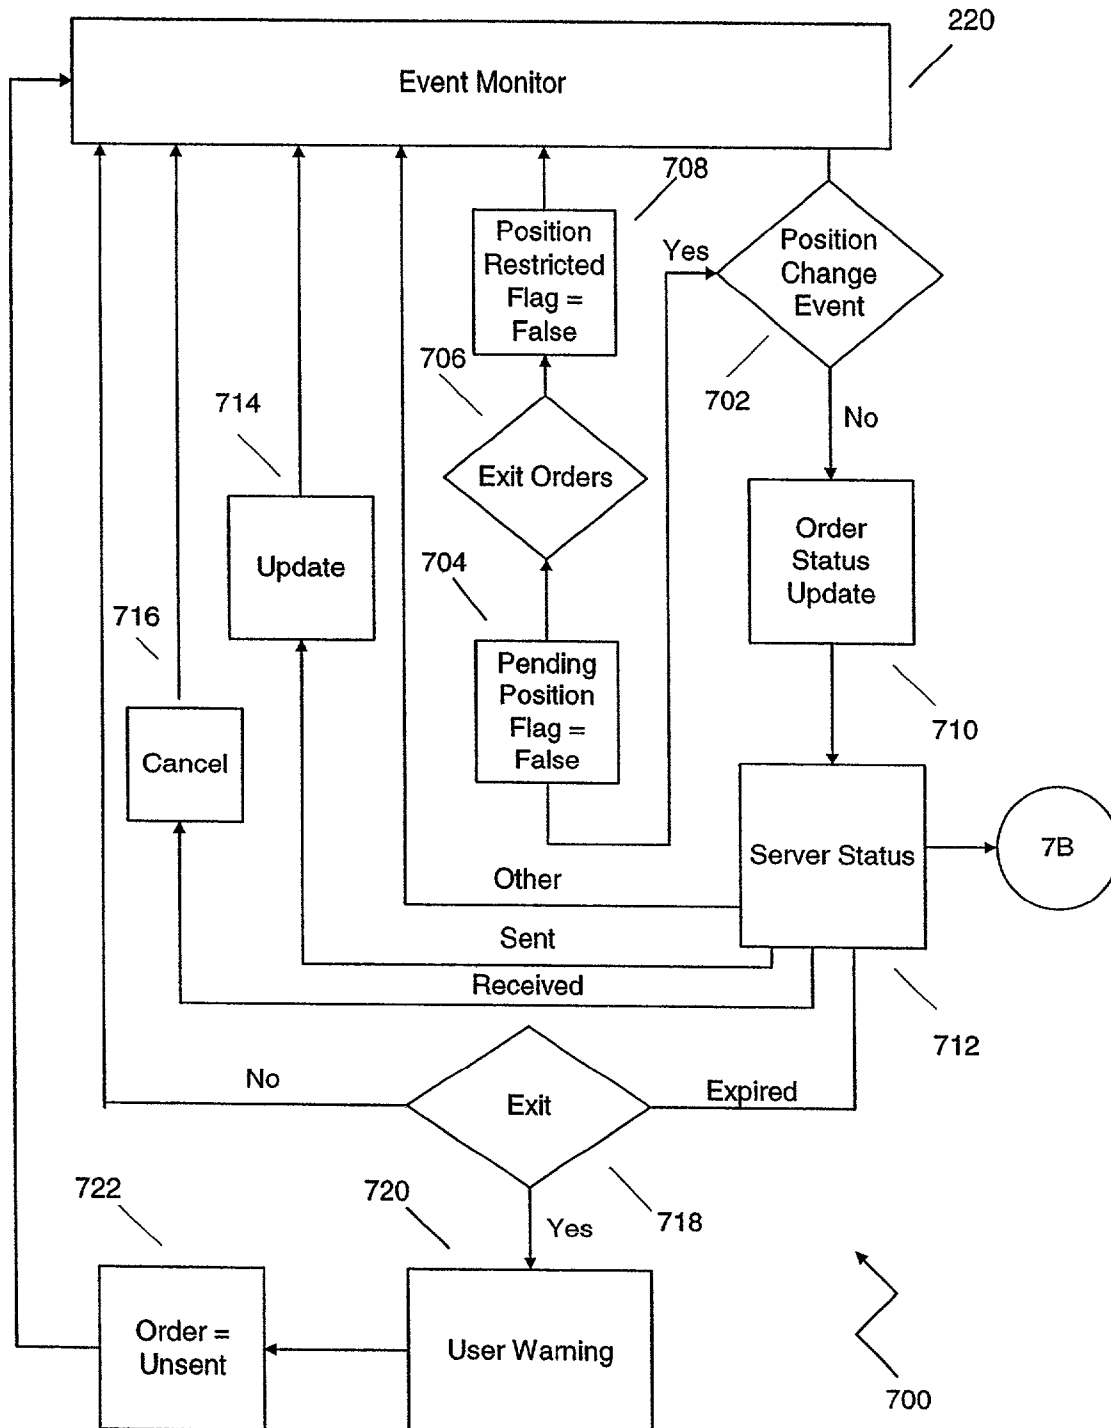 220
Event Monitor
708
Position
Restricted
Flag =
False
Yes
Position
Change
Event
706
702
714
No
Exit Orders
Order
Status
Update
Update
704
716
Pending
Position
Flag =
False
710
Cancel
Server Status
7B
Other
Sent
Received
712
No
Exit
Expired
722
720
718
Yes
Order =
Unsent
User Warning
700